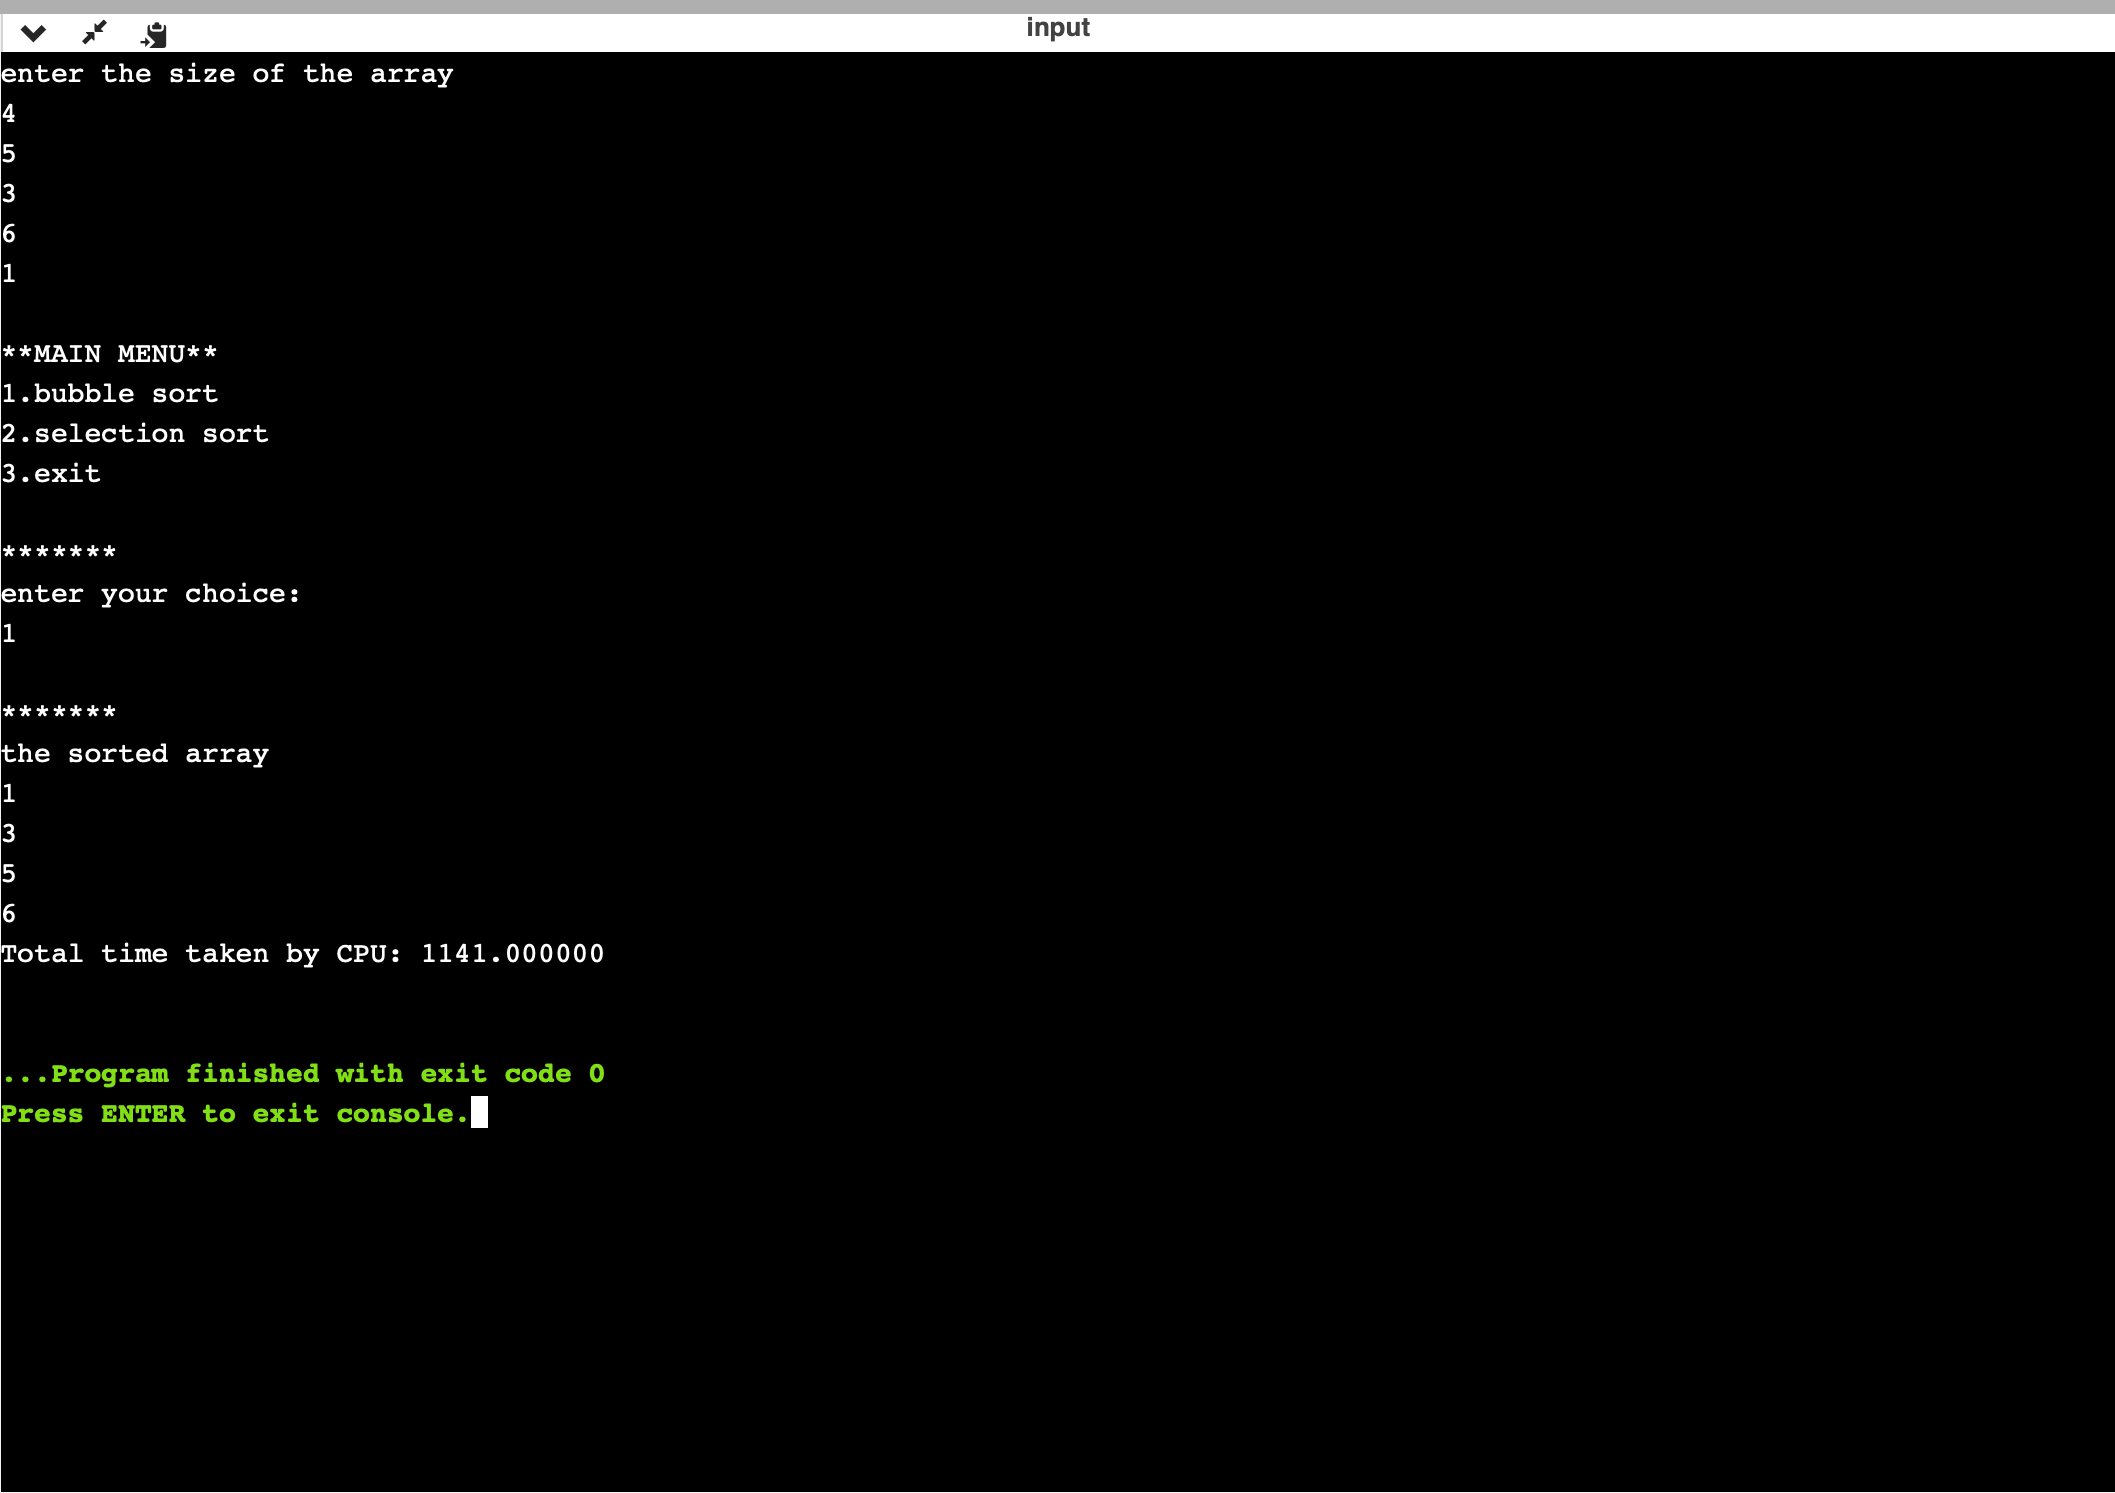 input
enter the size of the array
4
5
3
6
1
**MAIN MENU**
1.bubble sort
2.selection sort
3.exit
*******
enter your choice:
1
*******
the sorted array
1
3
5
6
Total time taken by CPU: 1141.000000
...Program finished with exit code 0
Press ENTER to exit console.